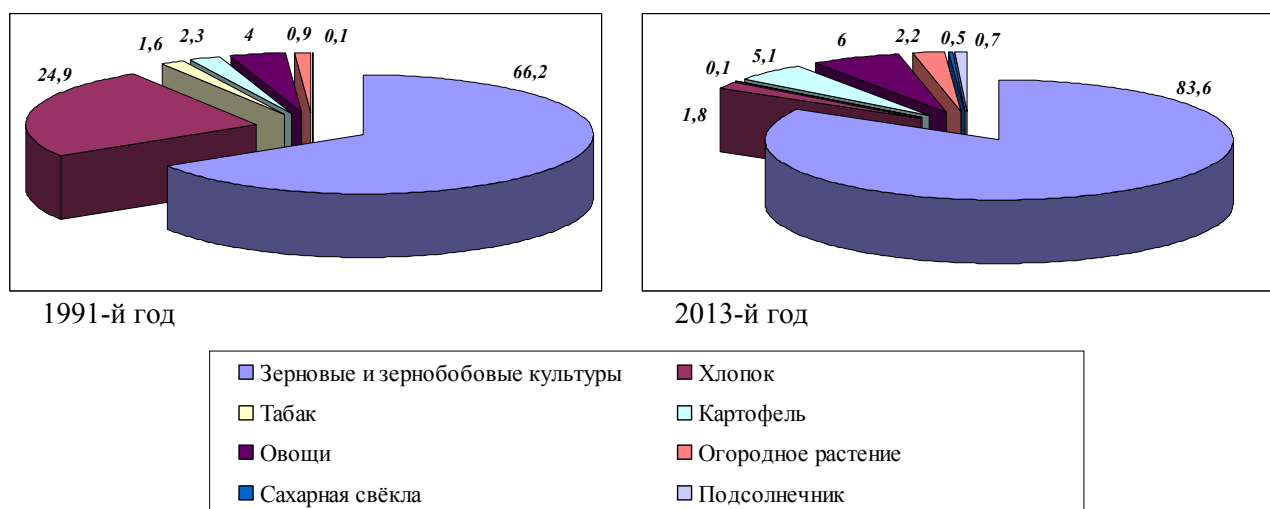 1,6 2,3 4 0,9 0,1
24,9 66,2
2,2 0,5 0,7
0,1 5,1 6
1,8 83,6
1991-й год 2013-й год
Зерновые и зернобобовые культуры Хлопок
Табак Картофель
Овощи Огородное растение
Сахарная свёкла Подсолнечник